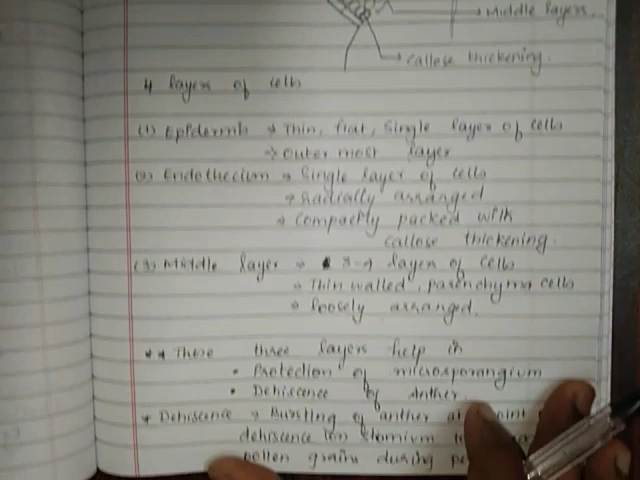 → Middle layers.
→ callose thickening.
4 layers of cells
(1) Epidermis → Thin, flat, single layer of cells
→ outer most layer
(2) Endothecium → Single layer of cells
→ radially arranged
→ compactly packed with
callose thickening.
(3) Middle layer → 3-4 layers of cells
→ Thin walled, parenchyma cells
→ loosely arranged.
** These three layers help in
• Protection of microsporangium
• Dehiscence of Anther.
* Dehiscence → Bursting of anther at
dehiscence stomium
pollen grains during